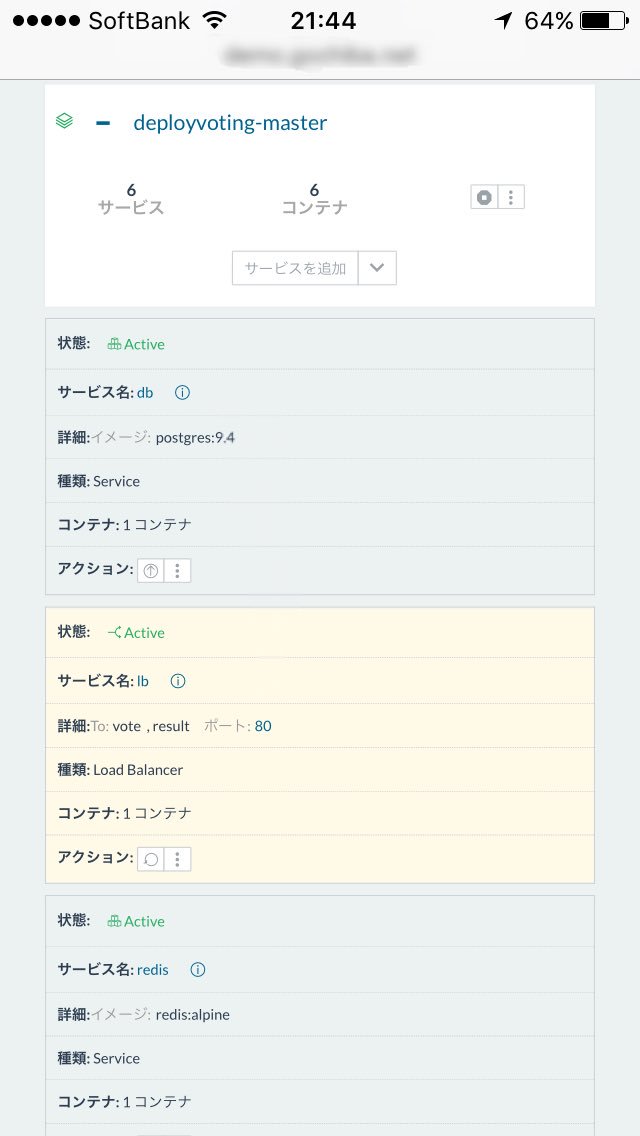 SoftBank 21:44 64%
deployvoting-master
6 6
サービス コンテナ
サービスを追加
状態: Active
サービス名: db
詳細:イメージ: postgres:9.4
種類: Service
コンテナ: 1 コンテナ
アクション:
状態: Active
サービス名: lb
詳細:To: vote , result ポート: 80
種類: Load Balancer
コンテナ: 1 コンテナ
アクション:
状態: Active
サービス名: redis
詳細:イメージ: redis:alpine
種類: Service
コンテナ: 1 コンテナ